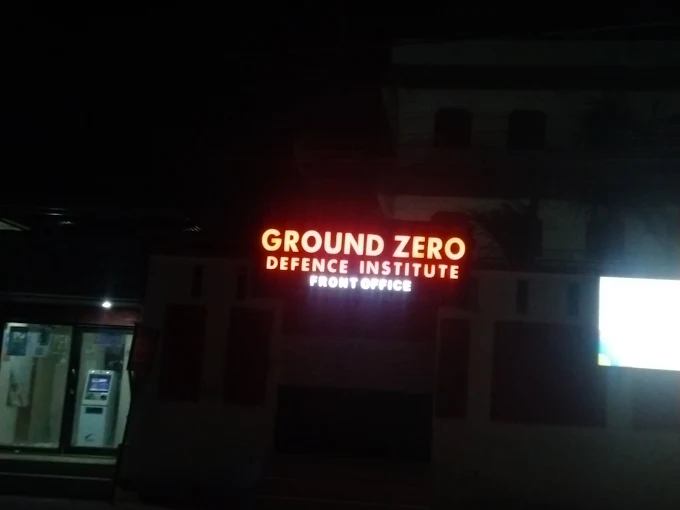 GROUND ZERO
DEFENCE INSTITUTE
FRONT OFFICE